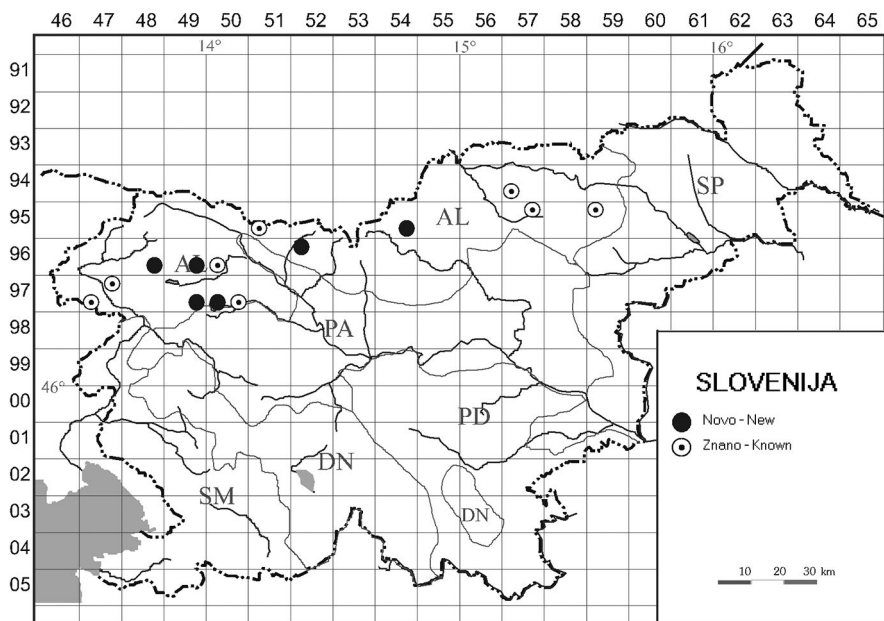 46 47 48 49 50 51 52 53 54 55 56 57 58 59 60 61 62 63 64 65
14° 15° 16°
91
92
93
94
SP
95
AL
96
AL
97
98
PA
99
46°
SLOVENIJA
00
PD
Novo - New
01
Znano - Known
DN
02
SM
03
DN
04
05
10 20 30 km